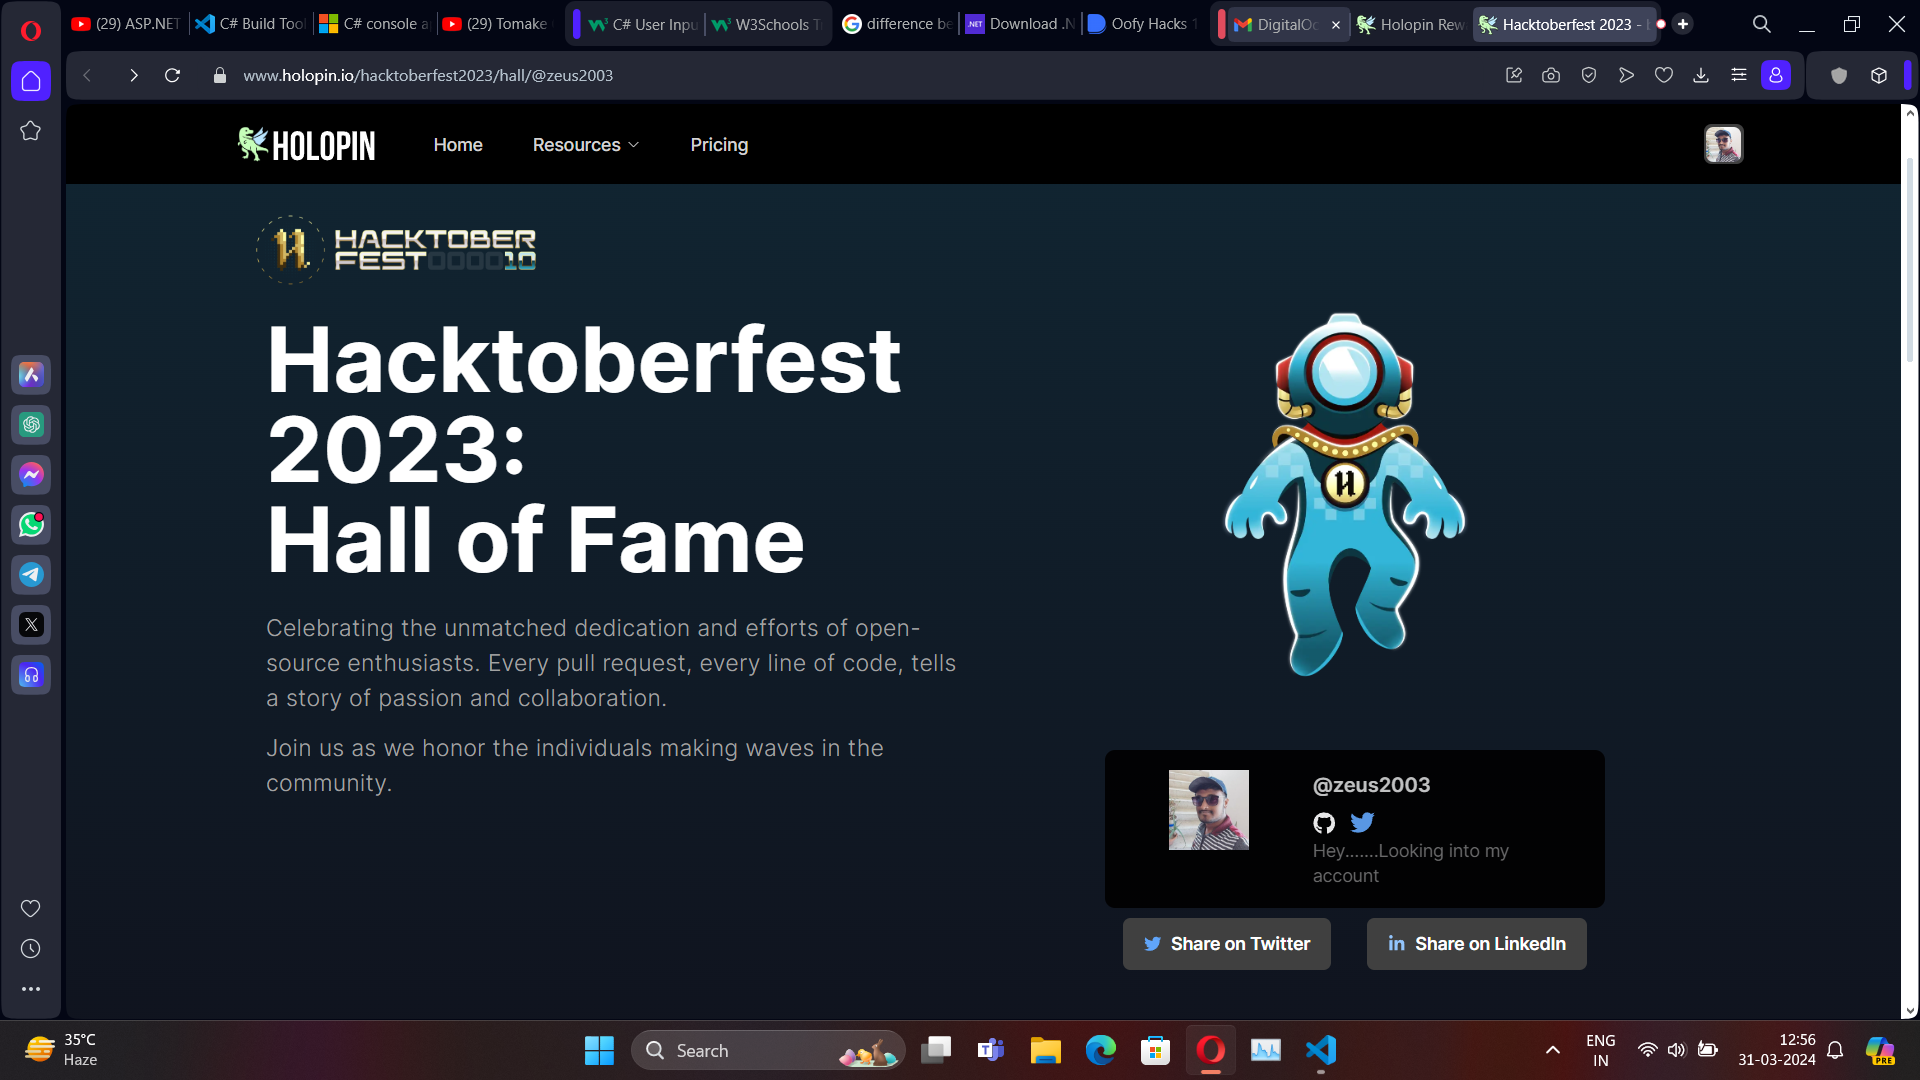 (29) ASP.NET
C# Build Tool
C# console a
(29) Tomake
C# User Inpu
W3Schools T
difference be
Download .N
Oofy Hacks 1
DigitalOc
Holopin Rew
Hacktoberfest 2023 -
www.holopin.io/hacktoberfest2023/hall/@zeus2003
HOLOPIN
Home
Resources
Pricing
HACKTOBER
FEST000010
Hacktoberfest
2023:
Hall of Fame
Celebrating the unmatched dedication and efforts of open-
source enthusiasts. Every pull request, every line of code, tells
a story of passion and collaboration.
Join us as we honor the individuals making waves in the
community.
@zeus2003
Hey.......Looking into my
account
Share on Twitter
Share on LinkedIn
35°C
Haze
Search
ENG
IN
12:56
31-03-2024
PRE